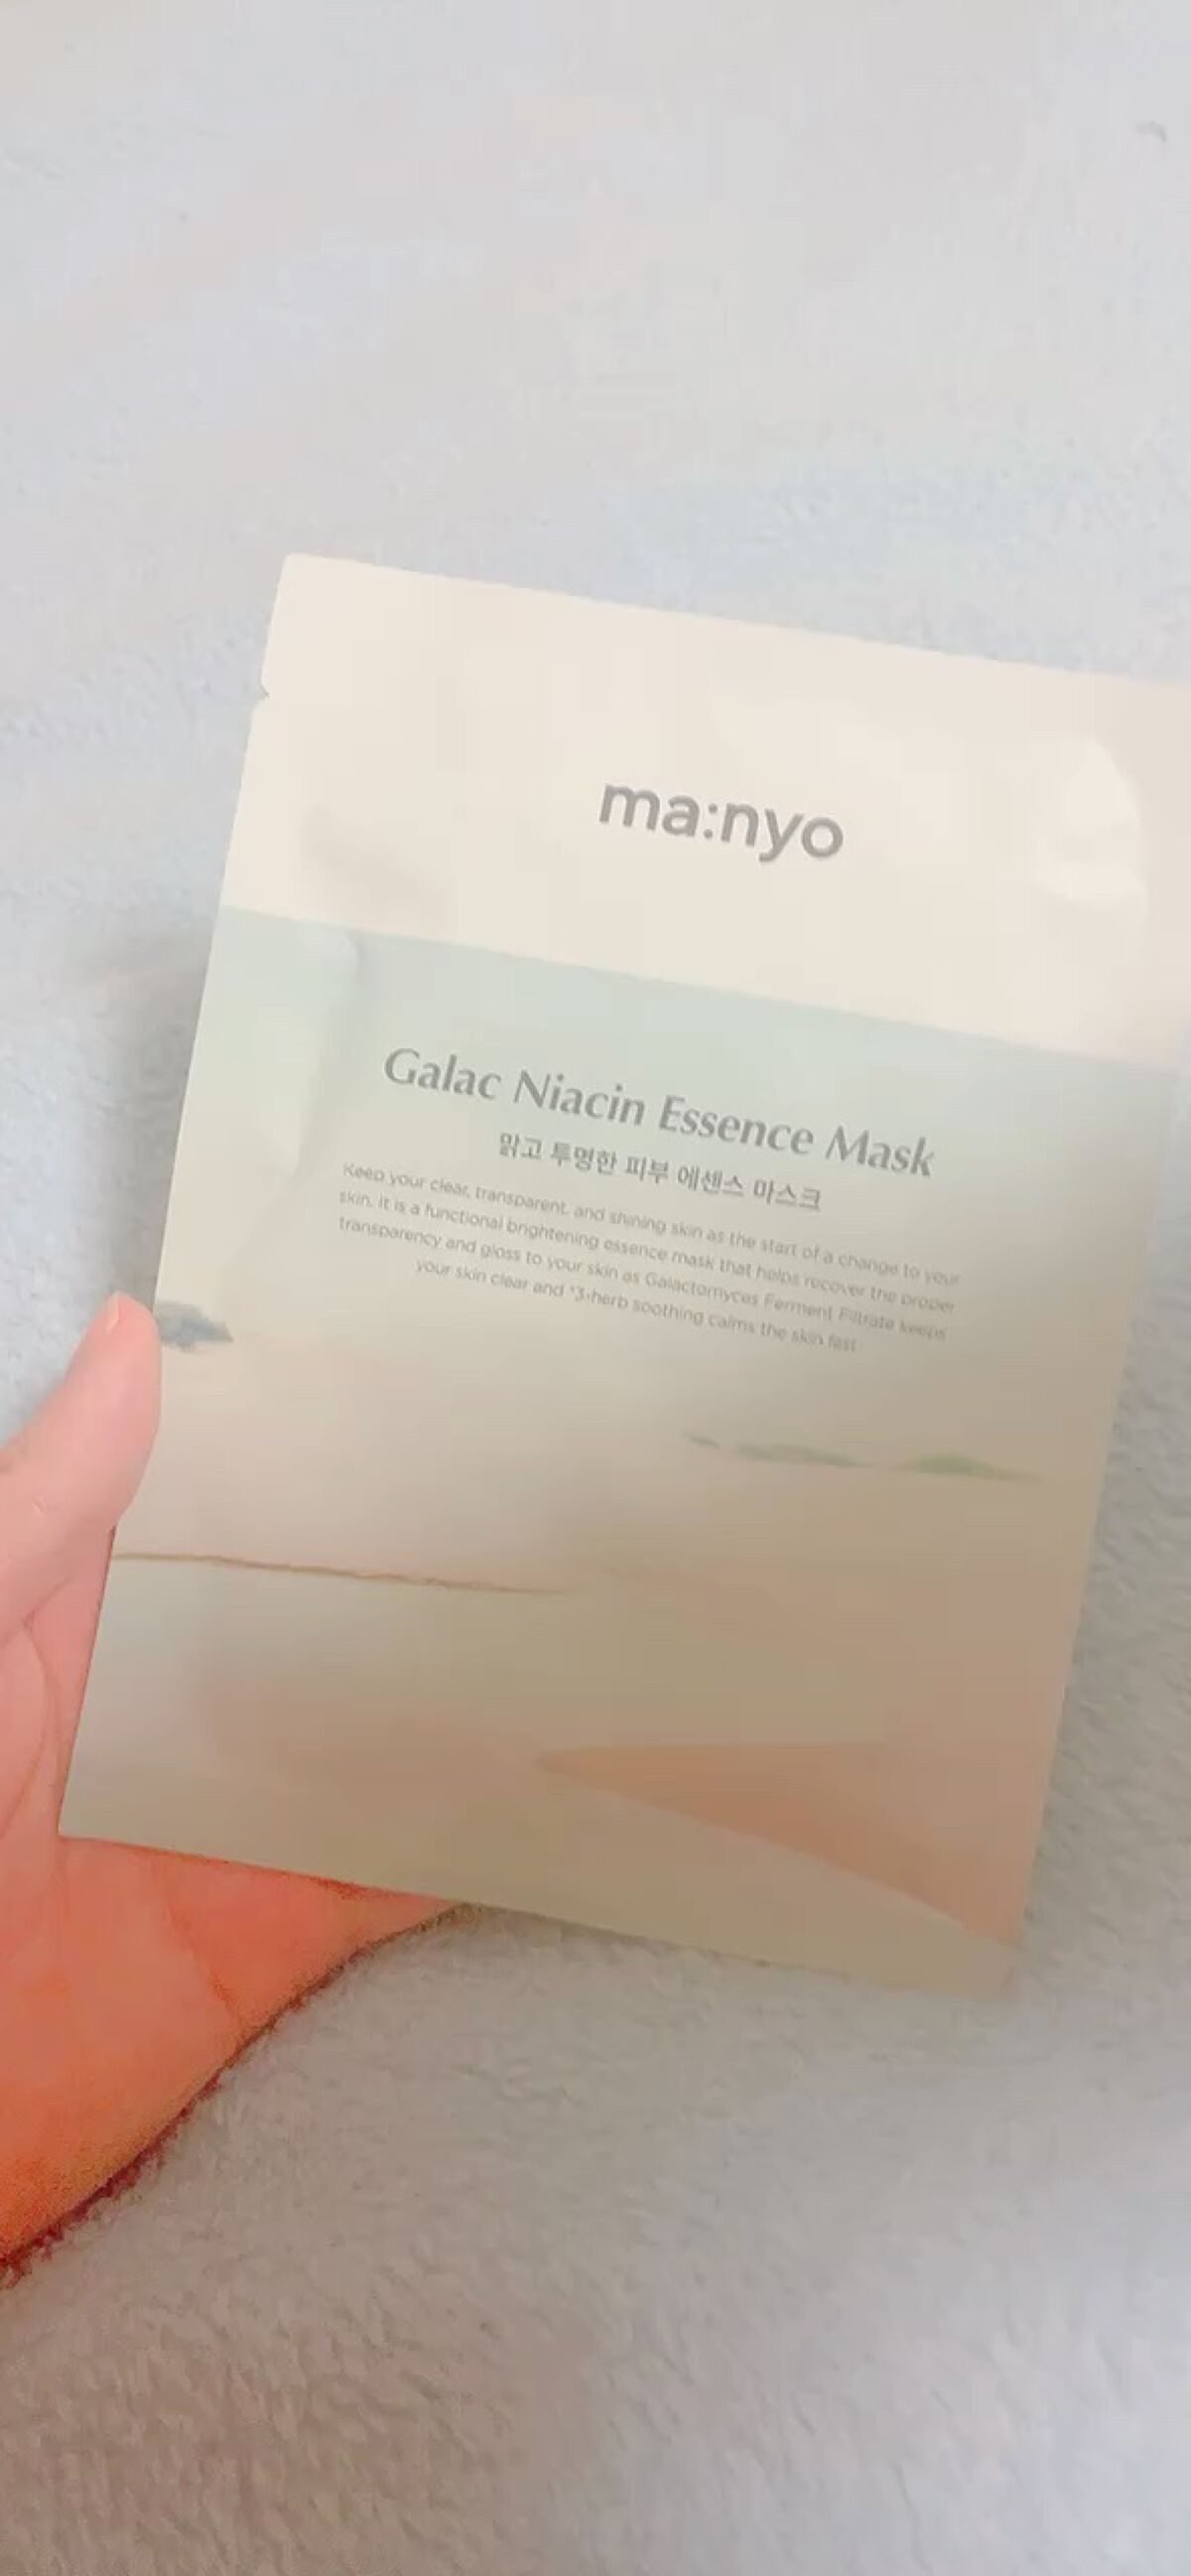 ma:nyo
Galac Niacin Essence Mask
맑고 투명한 피부 에센스 마스크
Keep your clear, transparent, and shining skin as the start of a change to your
skin. It is a functional brightening essence mask that helps recover the proper
transparency and gloss to your skin as Galactomyces Ferment Filtrate keeps
your skin clear and *3-herb soothing calms the skin fast